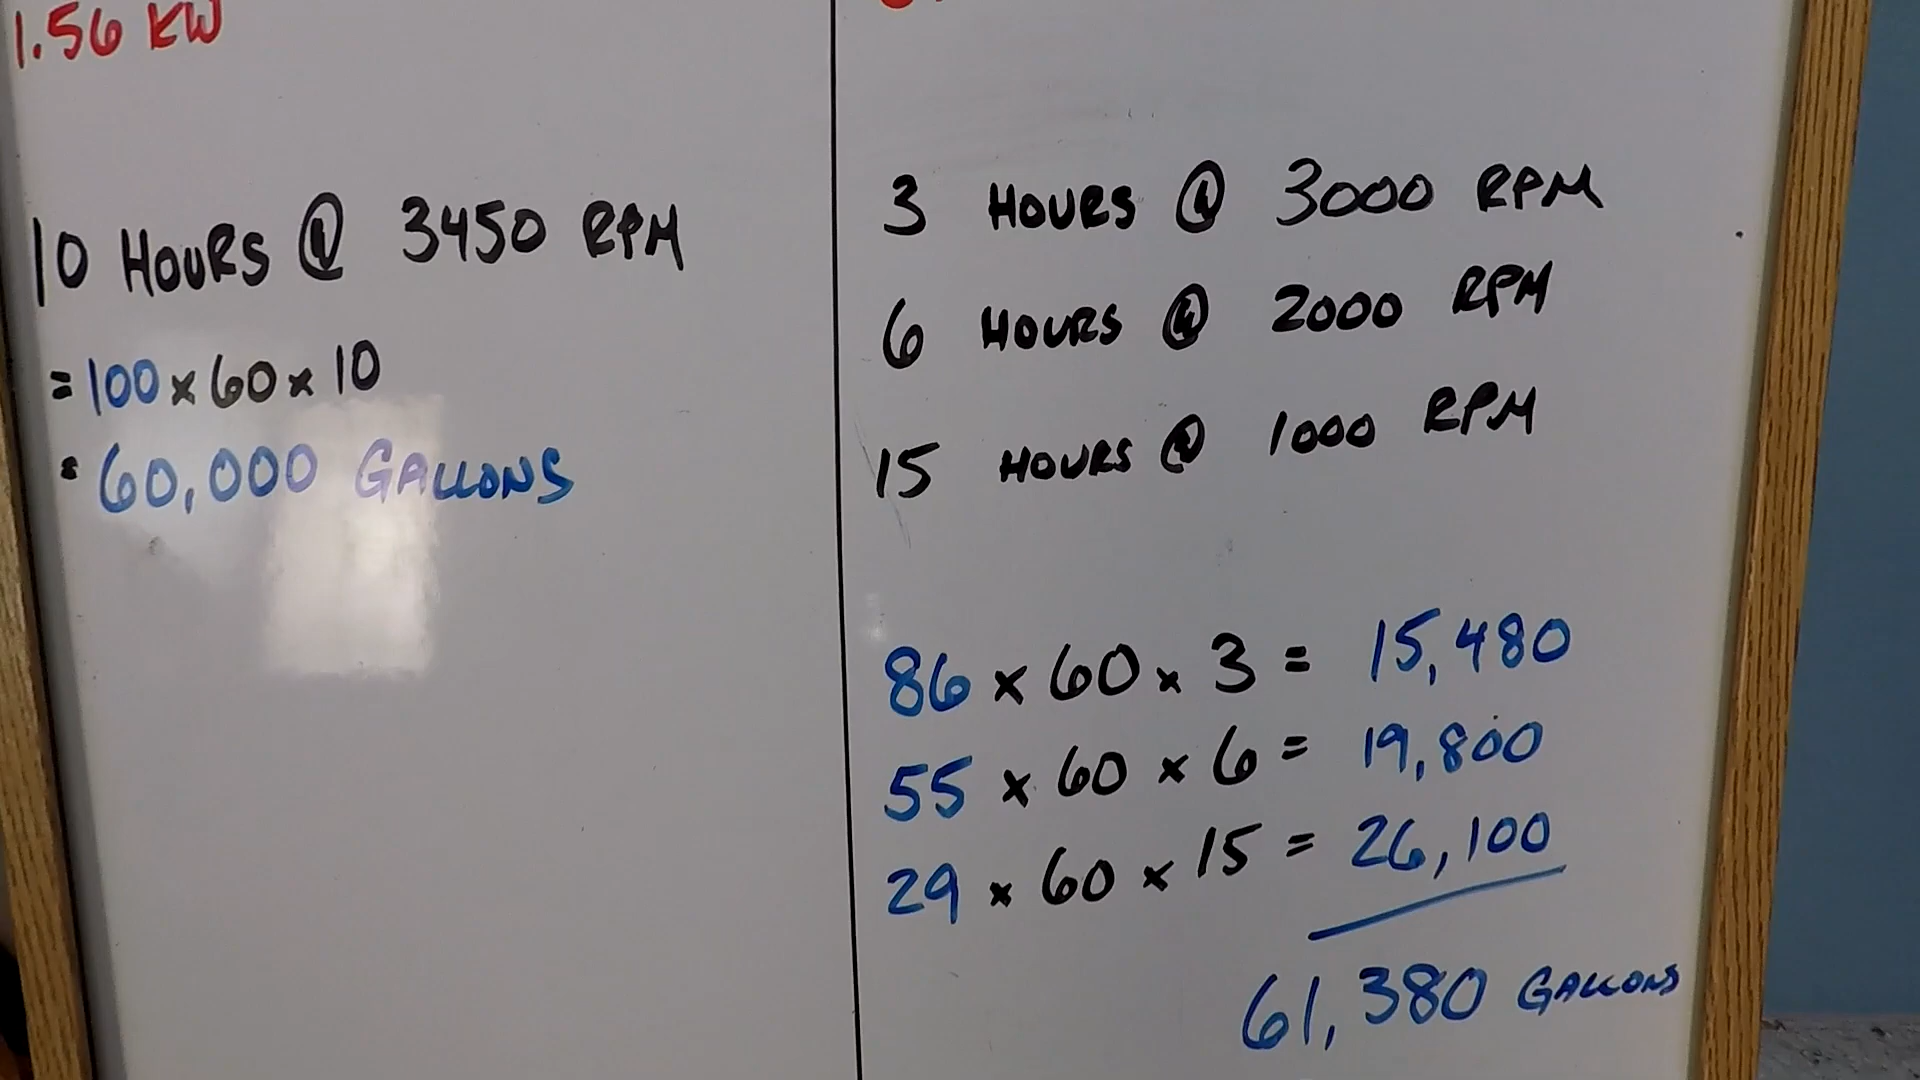 1.56 KW
10 HOURS @ 3450 RPM
= 100 x 60 x 10
= 60,000 GALLONS
3 HOURS @ 3000 RPM
6 HOURS @ 2000 RPM
15 HOURS @ 1000 RPM
86 x 60 x 3 = 15,480
55 x 60 x 6 = 19,800
29 x 60 x 15 = 26,100
61,380 GALLONS